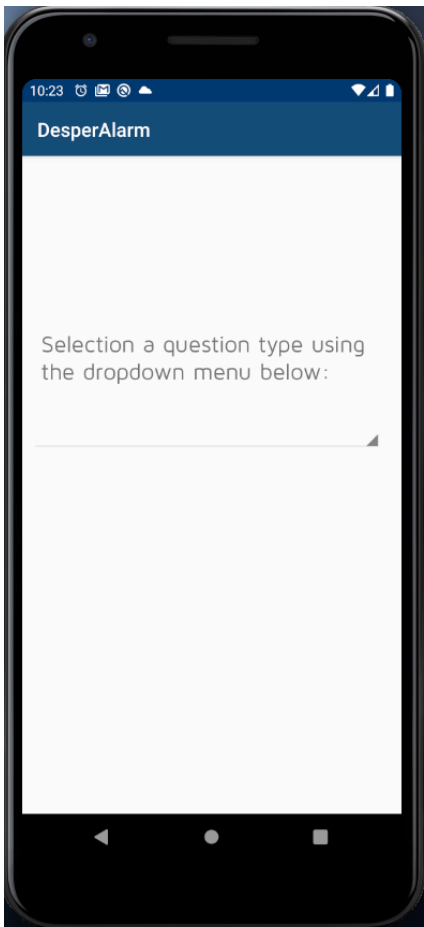 10:23
DesperAlarm
Selection a question type using
the dropdown menu below: